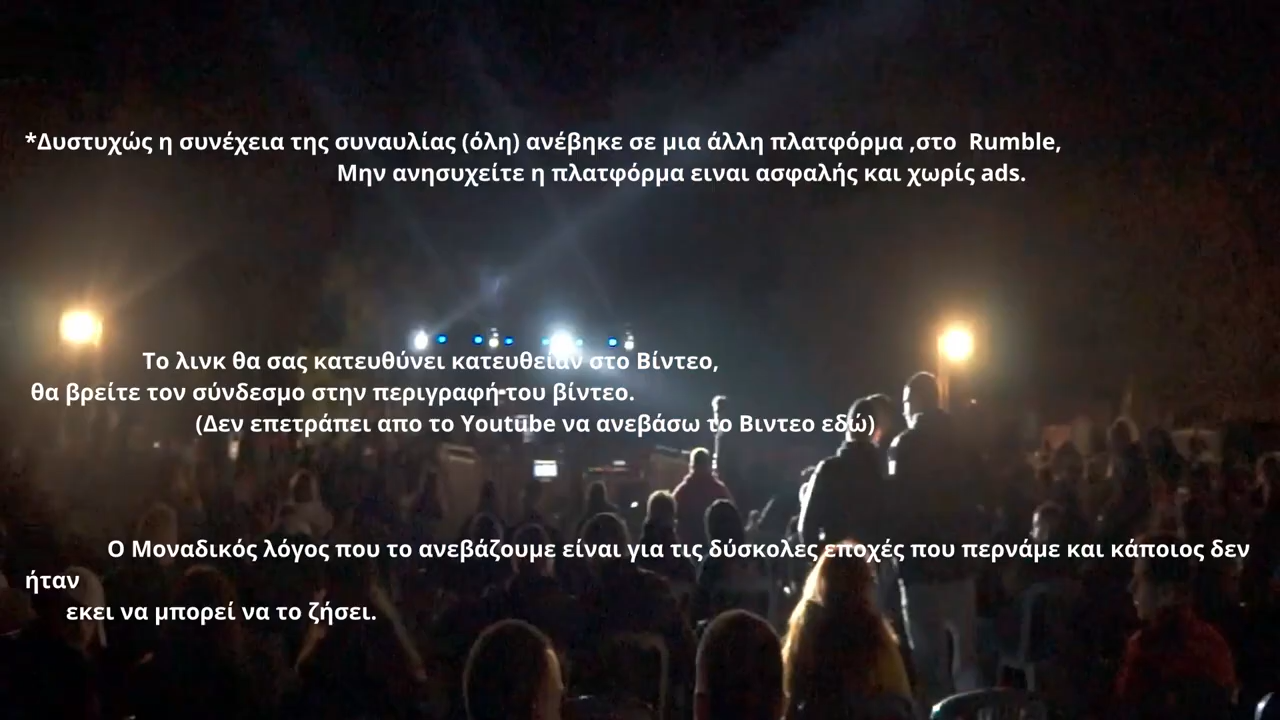 *Δυστυχώς η συνέχεια της συναυλίας (όλη) ανέβηκε σε μια άλλη πλατφόρμα ,στο Rumble,
Μην ανησυχείτε η πλατφόρμα ειναι ασφαλής και χωρίς ads.
Το λινκ θα σας κατευθύνει κατευθείαν στο Βίντεο,
θα βρείτε τον σύνδεσμο στην περιγραφή του βίντεο.
(Δεν επετράπει απο το Youtube να ανεβάσω το Βιντεο εδώ)
Ο Μοναδικός λόγος που το ανεβάζουμε είναι για τις δύσκολες εποχές που περνάμε και κάποιος δεν
ήταν
εκει να μπορεί να το ζήσει.